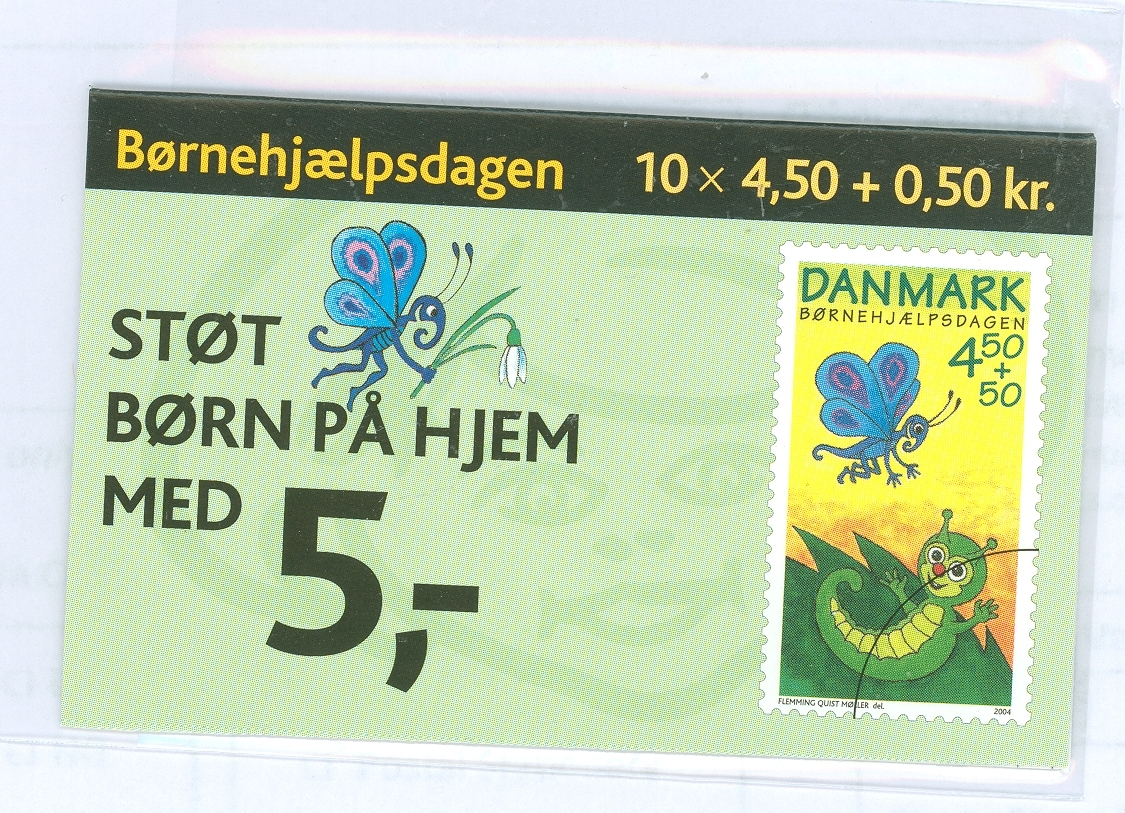 Børnehjælpsdagen 10 × 4,50 + 0,50 kr.
STØT
BØRN PÅ HJEM
MED 5,-
DANMARK
BØRNEHJÆLPSDAGEN
4 50
+
50
FLEMMING QUIST MØLLER del. 2004